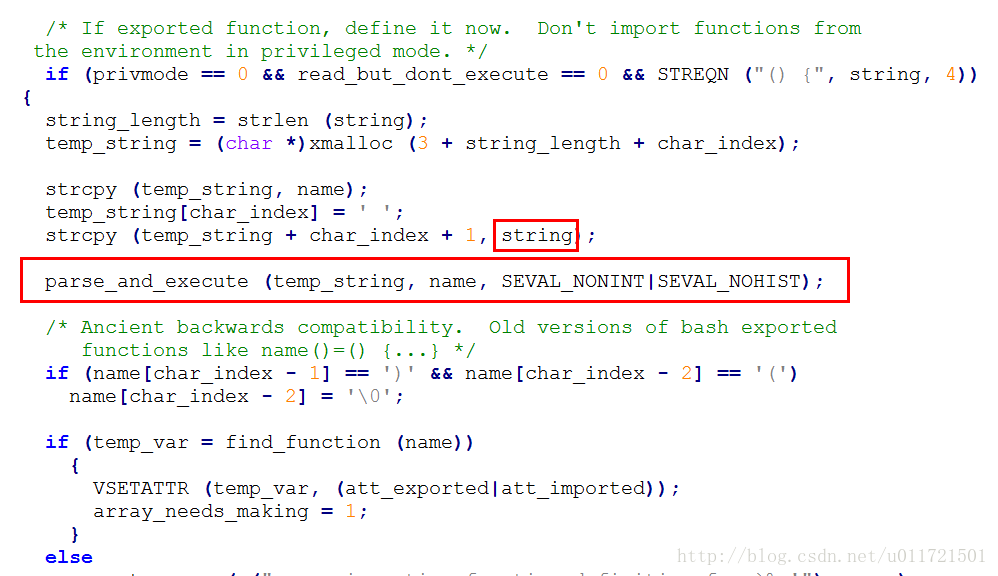 /* If exported function, define it now.  Don't import functions from
the environment in privileged mode. */
if (privmode == 0 && read_but_dont_execute == 0 && STREQN ("() {", string, 4))
{
string_length = strlen (string);
temp_string = (char *)xmalloc (3 + string_length + char_index);
strcpy (temp_string, name);
temp_string[char_index] = ' ';
strcpy (temp_string + char_index + 1, string);
parse_and_execute (temp_string, name, SEVAL_NONINT|SEVAL_NOHIST);
/* Ancient backwards compatibility.  Old versions of bash exported
functions like name()=() {...} */
if (name[char_index - 1] == ')' && name[char_index - 2] == '(')
name[char_index - 2] = '\0';
if (temp_var = find_function (name))
{
VSETATTR (temp_var, (att_exported|att_imported));
array_needs_making = 1;
}
else
http://blog.csdn.net/u011721501